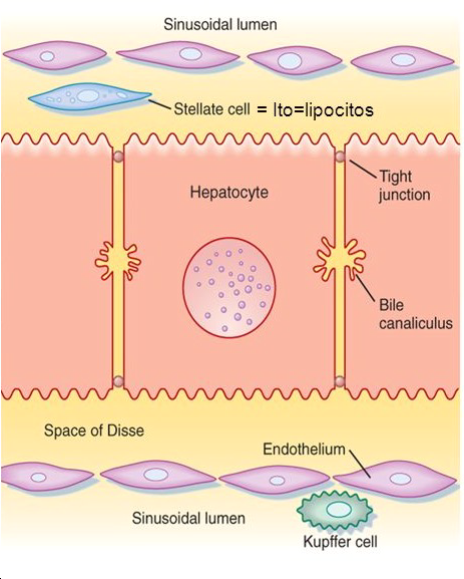 Sinusoidal lumen
Stellate cell = Ito=lipocitos
Tight
junction
Hepatocyte
Bile
canaliculus
Space of Disse
Endothelium
Sinusoidal lumen
Kupffer cell